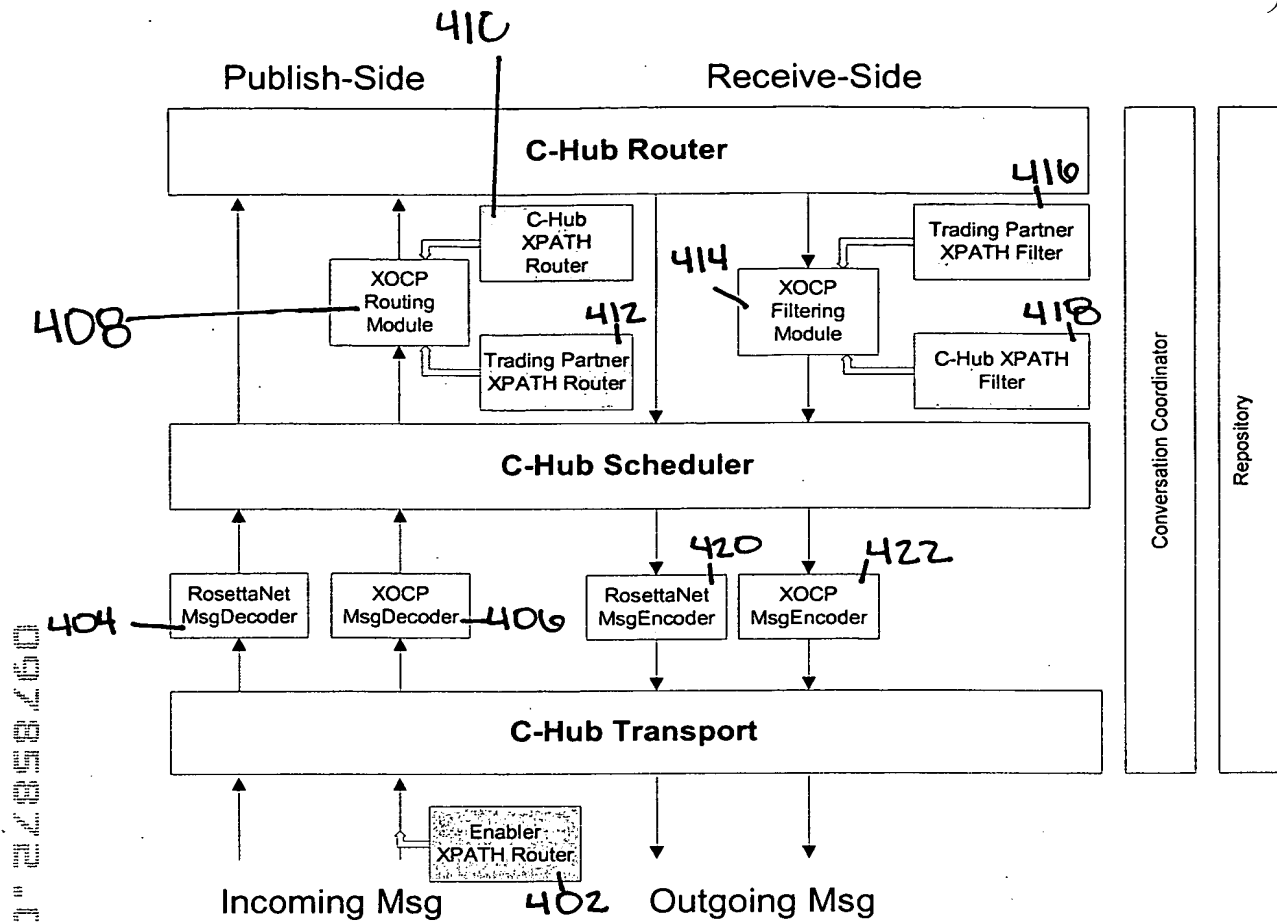 410
Publish-Side
Receive-Side
C-Hub Router
416
C-Hub
XPATH
Router
Trading Partner
XPATH Filter
414
XOCP
Routing
Module
XOCP
Filtering
Module
408
412
418
Trading Partner
XPATH Router
C-Hub XPATH
Filter
C-Hub Scheduler
Conversation Coordinator
Repository
420
422
RosettaNet
MsgDecoder
XOCP
MsgDecoder
RosettaNet
MsgEncoder
XOCP
MsgEncoder
404
406
C-Hub Transport
Enabler
XPATH Router
402
Incoming Msg
Outgoing Msg